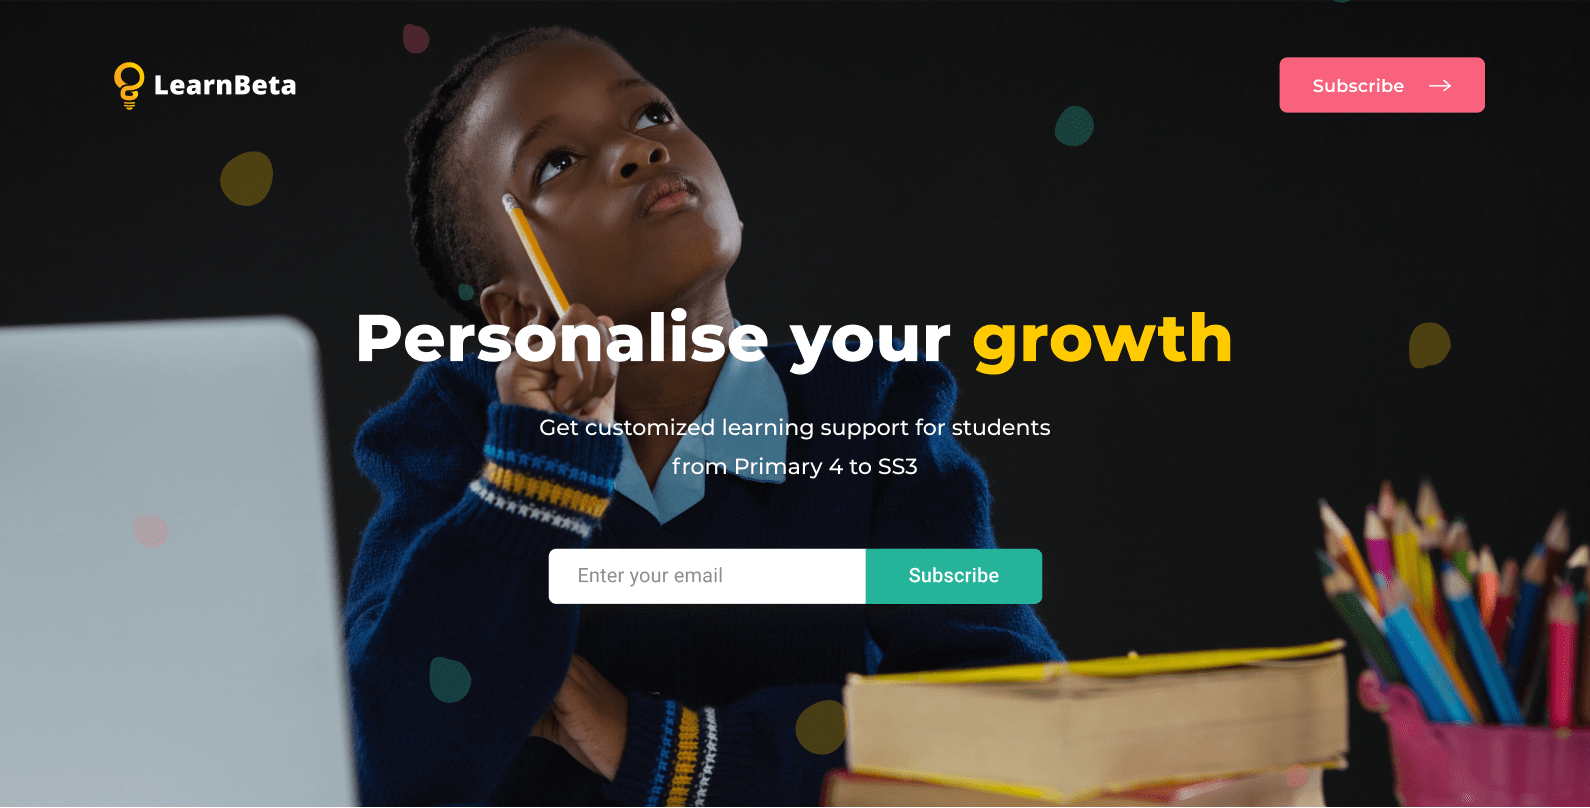 LearnBeta
Subscribe
Personalise your growth
Get customized learning support for students
from Primary 4 to SS3
Enter your email
Subscribe